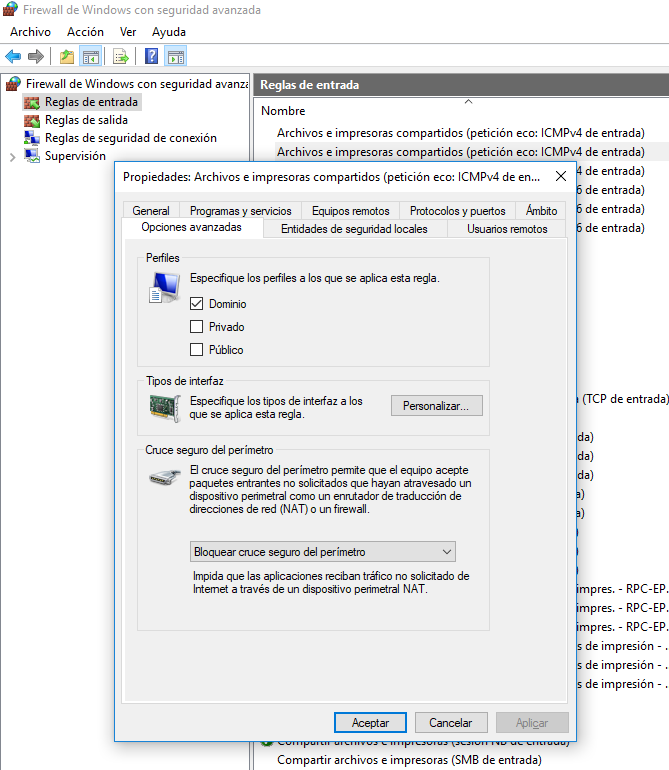 Firewall de Windows con seguridad avanzada
Archivo Acción Ver Ayuda
Firewall de Windows con seguridad avanza
Reglas de entrada
Reglas de salida
Reglas de seguridad de conexión
Supervisión
Reglas de entrada
Nombre
Archivos e impresoras compartidos (petición eco: ICMPv4 de entrada)
Archivos e impresoras compartidos (petición eco: ICMPv4 de entrada)
4 de entrada)
6 de entrada)
6 de entrada)
6 de entrada)
Propiedades: Archivos e impresoras compartidos (petición eco: ICMPv4 de en...
General Programas y servicios Equipos remotos Protocolos y puertos Ámbito
Opciones avanzadas Entidades de seguridad locales Usuarios remotos
Perfiles
Especifique los perfiles a los que se aplica esta regla.
Dominio
Privado
Público
Tipos de interfaz
Especifique los tipos de interfaz a los
que se aplica esta regla.
Personalizar...
Cruce seguro del perímetro
El cruce seguro del perímetro permite que el equipo acepte
paquetes entrantes no solicitados que hayan atravesado un
dispositivo perimetral como un enrutador de traducción de
direcciones de red (NAT) o un firewall.
Bloquear cruce seguro del perímetro
Impida que las aplicaciones reciban tráfico no solicitado de
Internet a través de un dispositivo perimetral NAT.
Aceptar Cancelar Aplicar
(TCP de entrada)
da)
da)
da)
a)
a)
)
)
)
impres. - RPC-EP.
impres. - RPC-EP.
impres. - RPC-EP.
s de impresión - .
s de impresión - .
s de impresión - .
Compartir archivos e impresoras (sesión NB de entrada)
Compartir archivos e impresoras (SMB de entrada)